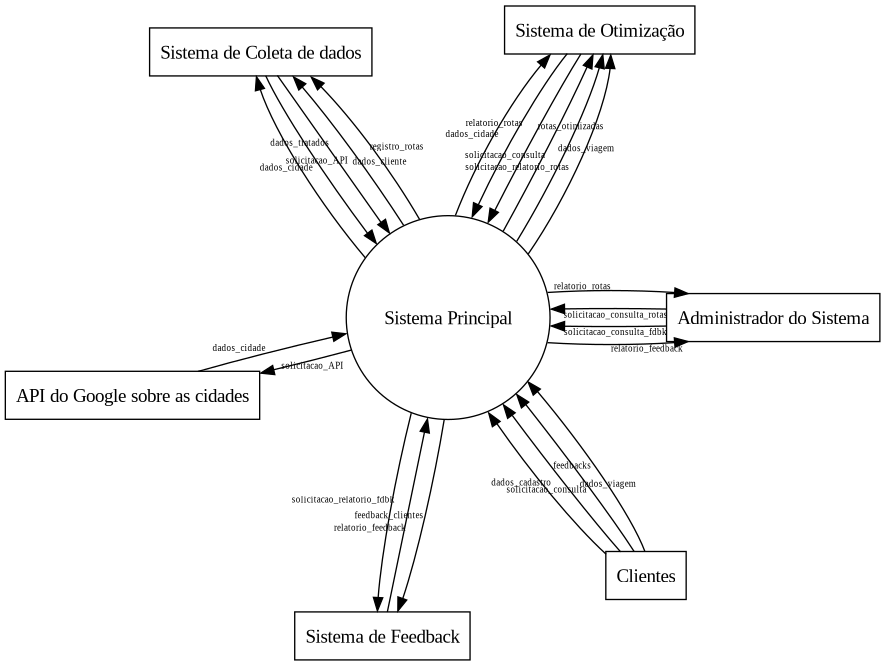 Sistema de Otimização
Sistema de Coleta de dados
relatorio_rotas
dados_cidade
rotas_otimizadas
dados_tratados
registro_rotas
dados_viagem
solicitacao_API
dados_cliente
dados_cidade
solicitacao_consulta
solicitacao_relatorio_rotas
relatorio_rotas
solicitacao_consulta_rotas
Sistema Principal
Administrador do Sistema
solicitacao_consulta_fdbk
dados_cidade
relatorio_feedback
solicitacao_API
API do Google sobre as cidades
feedbacks
dados_cadastro
dados_viagem
solicitacao_consulta
solicitacao_relatorio_fdbk
feedback_clientes
relatorio_feedback
Clientes
Sistema de Feedback